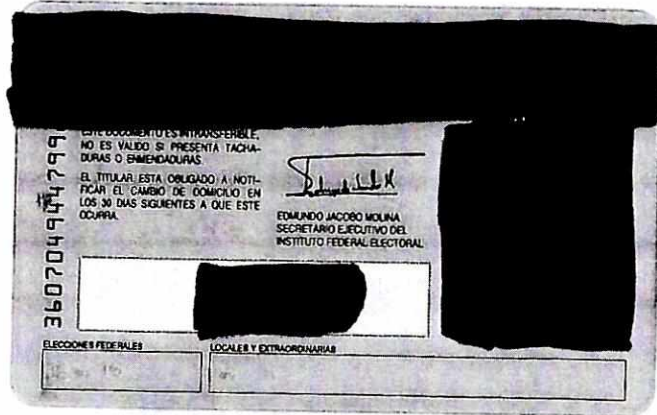 ESTE DOCUMENTO ES INTRANSFERIBLE,
NO ES VALIDO SI PRESENTA TACHA-
DURAS O ENMENDADURAS.
EL TITULAR ESTA OBLIGADO A NOTI-
FICAR EL CAMBIO DE DOMICILIO EN
LOS 30 DIAS SIGUIENTES A QUE ESTE
OCURRA.
EDMUNDO JACOBO MOLINA
SECRETARIO EJECUTIVO DEL
INSTITUTO FEDERAL ELECTORAL
ELECCIONES FEDERALES
LOCALES Y EXTRAORDINARIAS